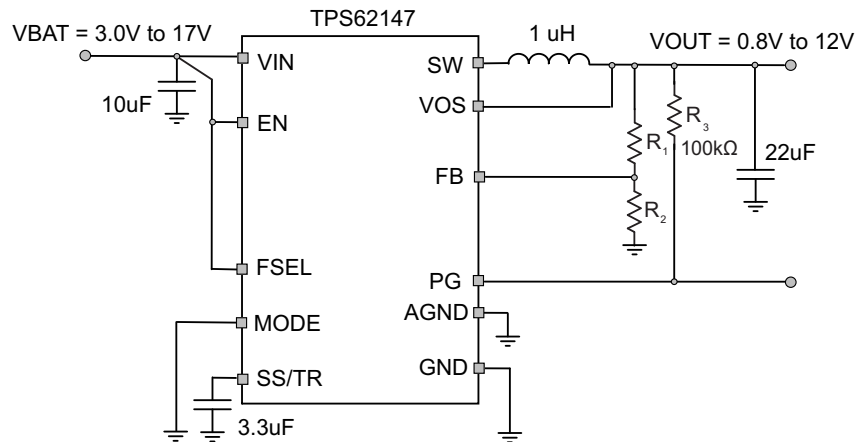 TPS62147
VBAT = 3.0V to 17V
1 uH
VOUT = 0.8V to 12V
VIN
SW
10uF
VOS
EN
R3
R1
100kΩ
22uF
FB
R2
FSEL
PG
MODE
AGND
SS/TR
GND
3.3uF